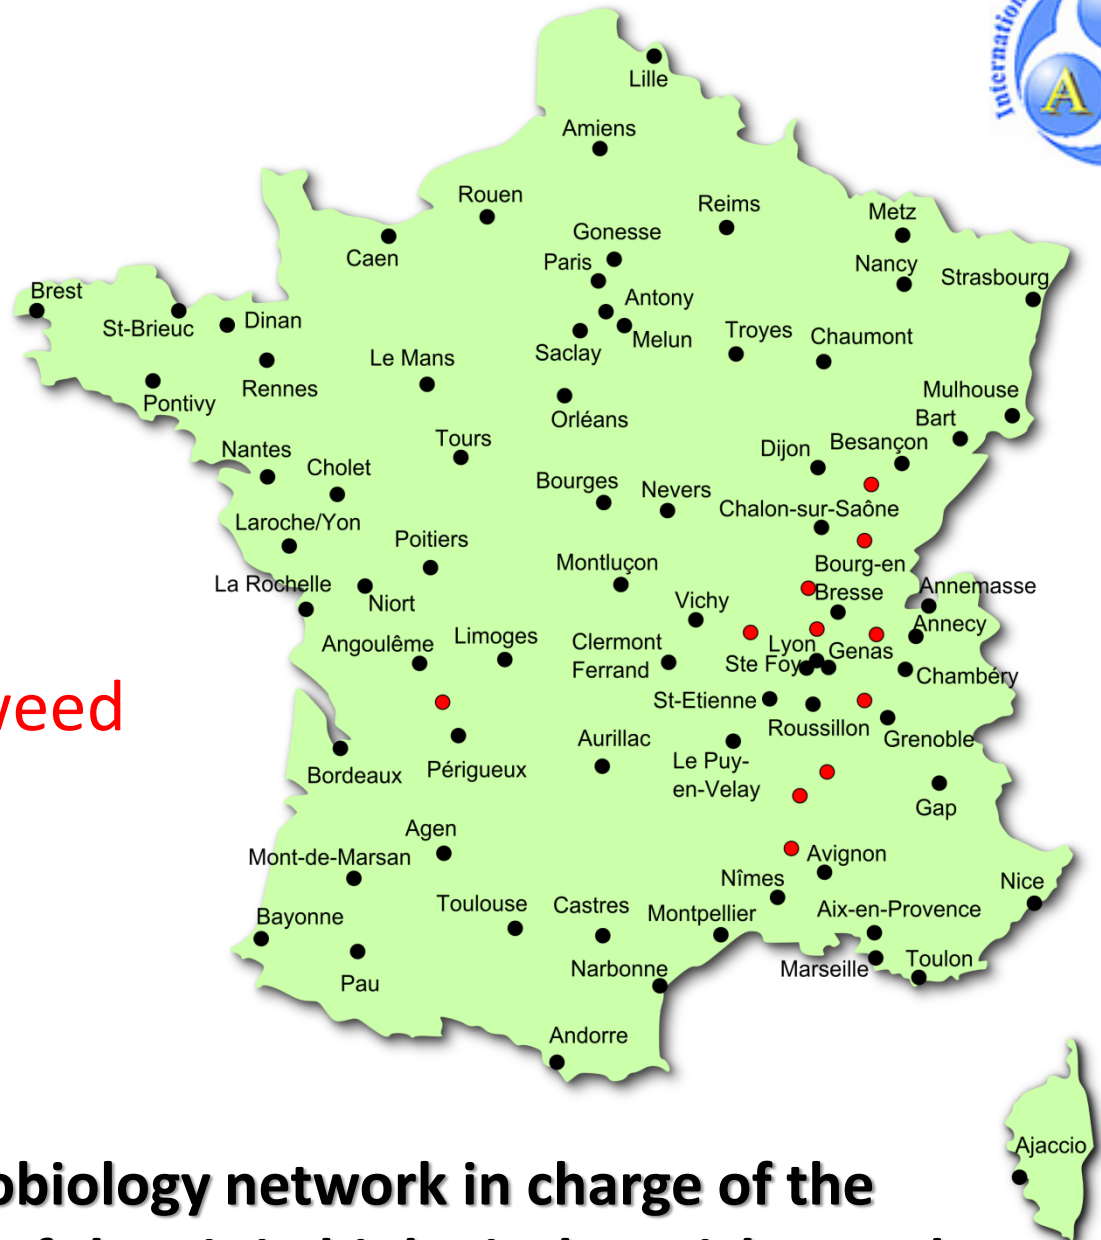 Internatio
A
Lille
Amiens
Rouen
Reims
Metz
Caen
Gonesse
Paris
Nancy
Strasbourg
Brest
St-Brieuc
Dinan
Antony
Melun
Saclay
Troyes
Chaumont
Le Mans
Rennes
Pontivy
Orléans
Mulhouse
Bart
Nantes
Cholet
Tours
Dijon
Besançon
Bourges
Nevers
Chalon-sur-Saône
Laroche/Yon
Poitiers
Montluçon
Bourg-en
Bresse
La Rochelle
Niort
Vichy
Annemasse
Annecy
Angoulême
Limoges
Clermont
Ferrand
Lyon
Ste Foy
Genas
Chambéry
St-Etienne
Roussillon
Grenoble
weed
Bordeaux
Périgueux
Aurillac
Le Puy-
en-Velay
Gap
Agen
Mont-de-Marsan
Avignon
Nîmes
Nice
Bayonne
Toulouse
Castres
Montpellier
Aix-en-Provence
Pau
Narbonne
Marseille
Toulon
Andorre
Ajaccio
obiology network in charge of the